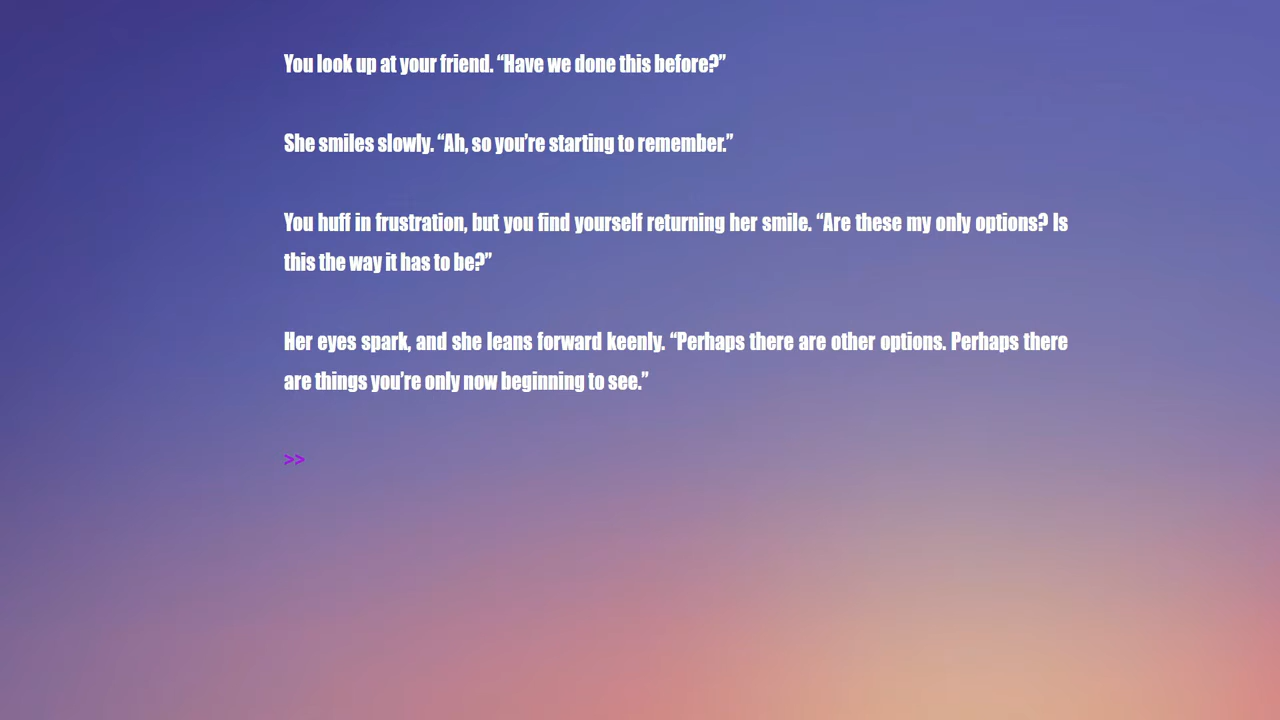 You look up at your friend. “Have we done this before?”
She smiles slowly. “Ah, so you’re starting to remember.”
You huff in frustration, but you find yourself returning her smile. “Are these my only options? Is
this the way it has to be?”
Her eyes spark, and she leans forward keenly. “Perhaps there are other options. Perhaps there
are things you’re only now beginning to see.”
>>